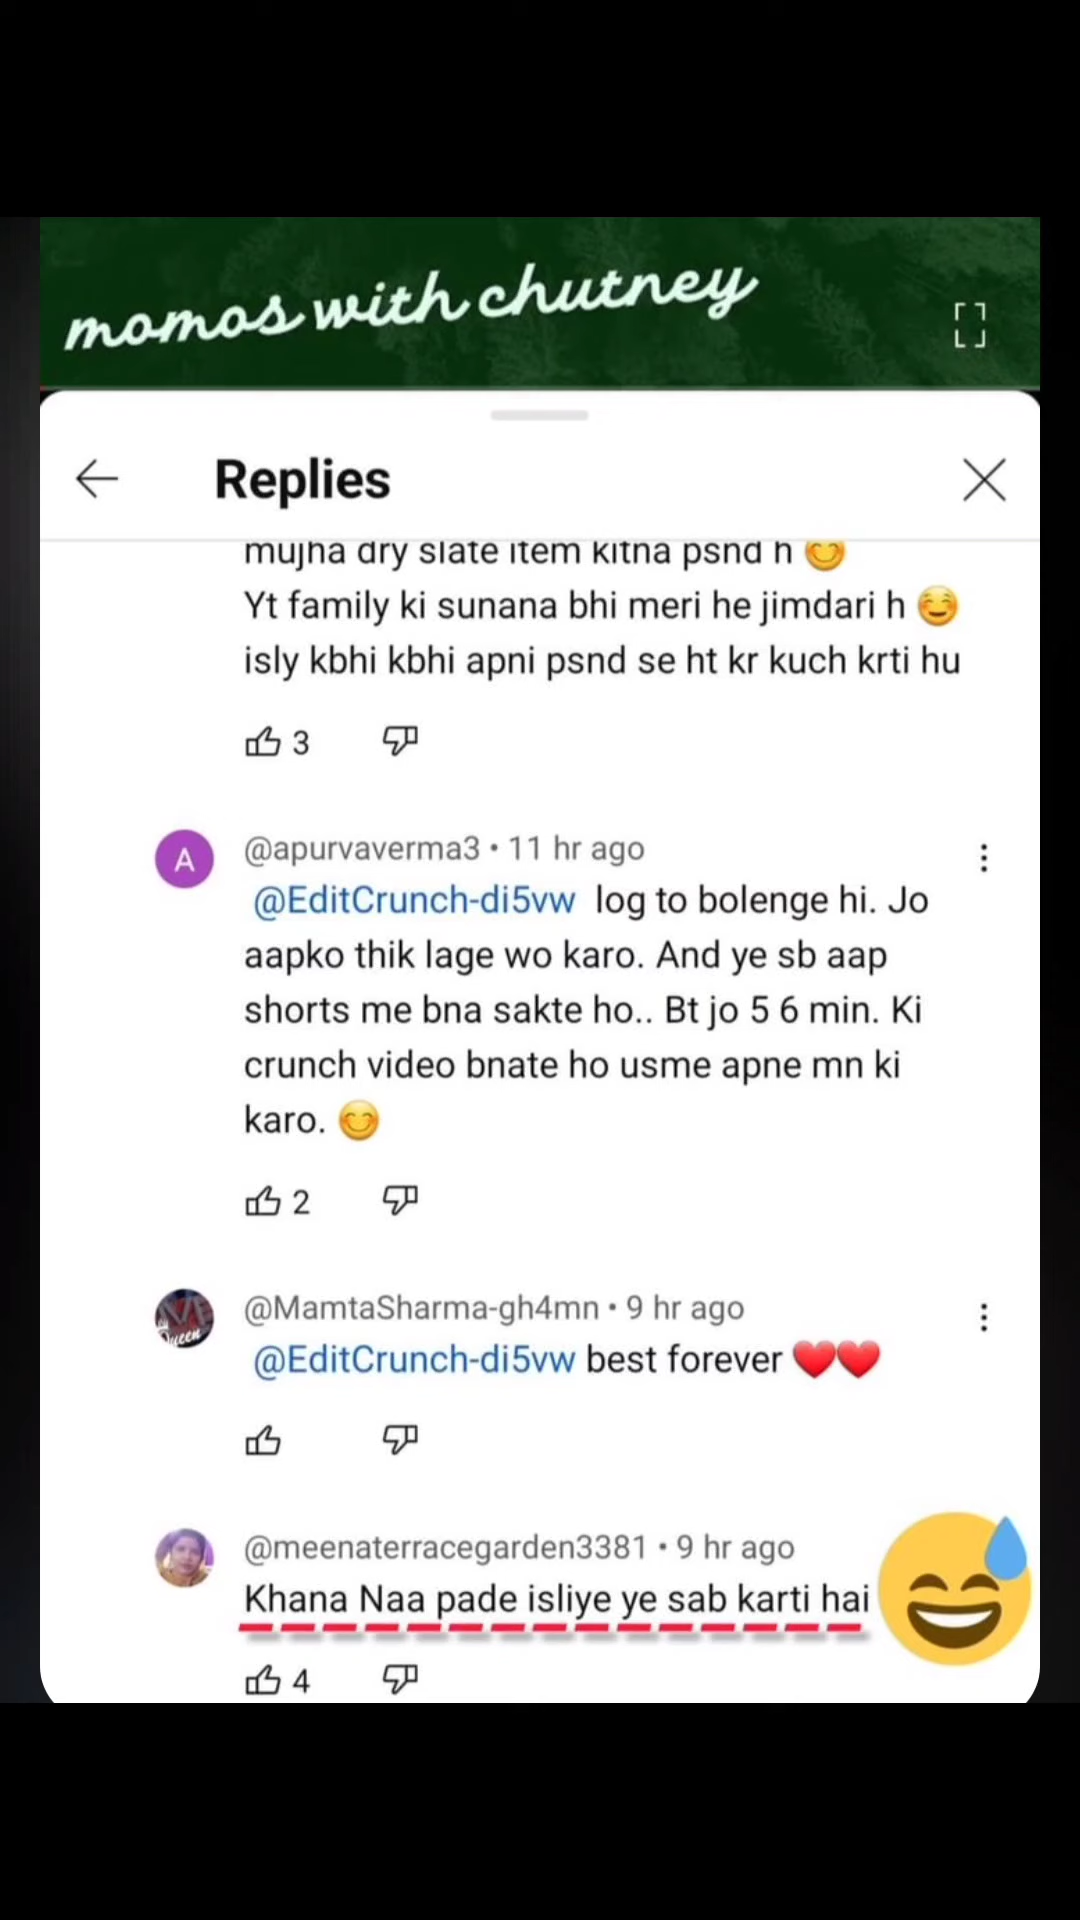 momos with chutney
Replies
mujha dry slate item kitna psnd h 😊
Yt family ki sunana bhi meri he jimdari h ☺️
isly kbhi kbhi apni psnd se ht kr kuch krti hu
3
A
@apurvaverma3 • 11 hr ago
@EditCrunch-di5vw log to bolenge hi. Jo
aapko thik lage wo karo. And ye sb aap
shorts me bna sakte ho.. Bt jo 5 6 min. Ki
crunch video bnate ho usme apne mn ki
karo. 😊
2
Queen
@MamtaSharma-gh4mn • 9 hr ago
@EditCrunch-di5vw best forever ❤️❤️
@meenaterracegarden3381 • 9 hr ago
Khana Naa pade isliye ye sab karti hai
4